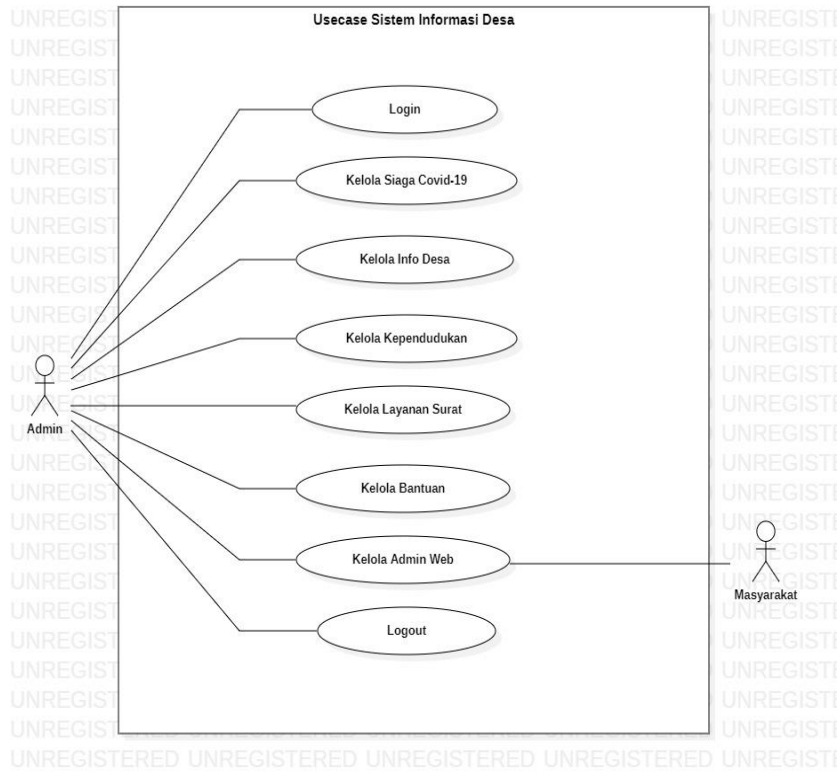 Usecase Sistem Informasi Desa
Login
Kelola Siaga Covid-19
Kelola Info Desa
Kelola Kependudukan
Admin
Kelola Layanan Surat
Kelola Bantuan
Kelola Admin Web
Masyarakat
Logout
UNREGISTERED UNREGISTERED UNREGISTERED UNREGISTERED UNREGISTE